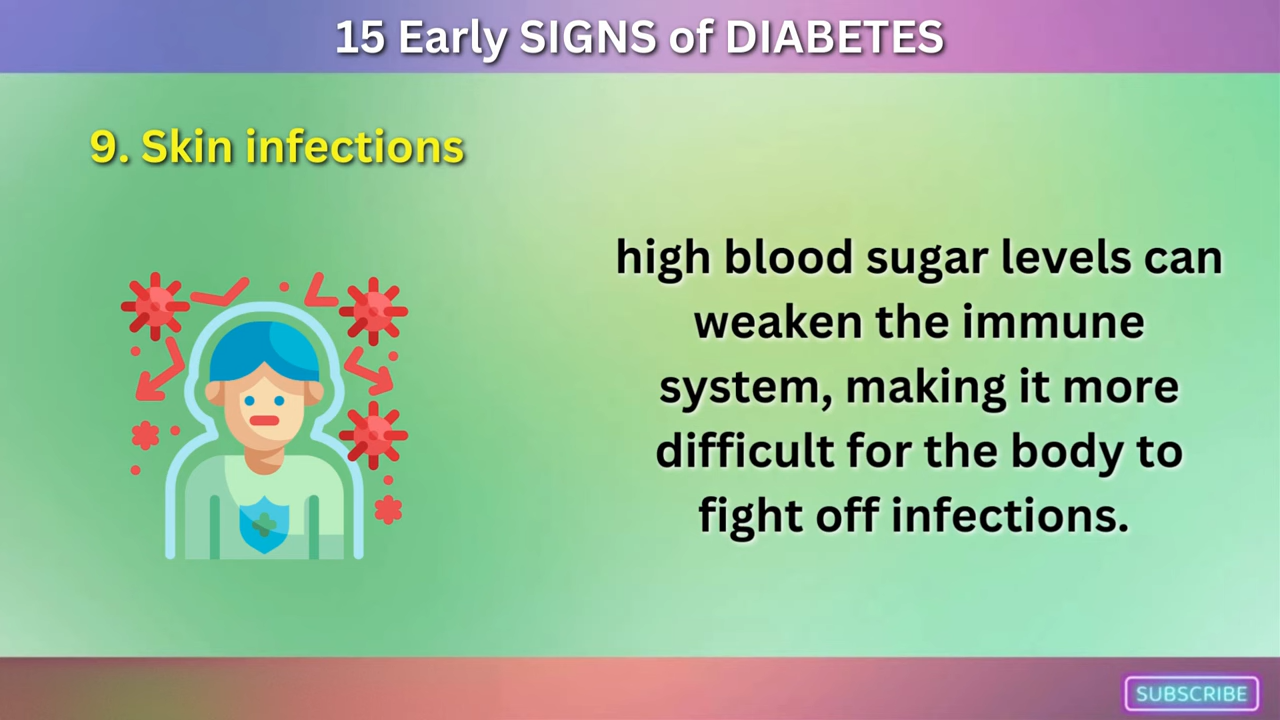 15 Early SIGNS of DIABETES
9. Skin infections
high blood sugar levels can
weaken the immune
system, making it more
difficult for the body to
fight off infections.
SUBSCRIBE